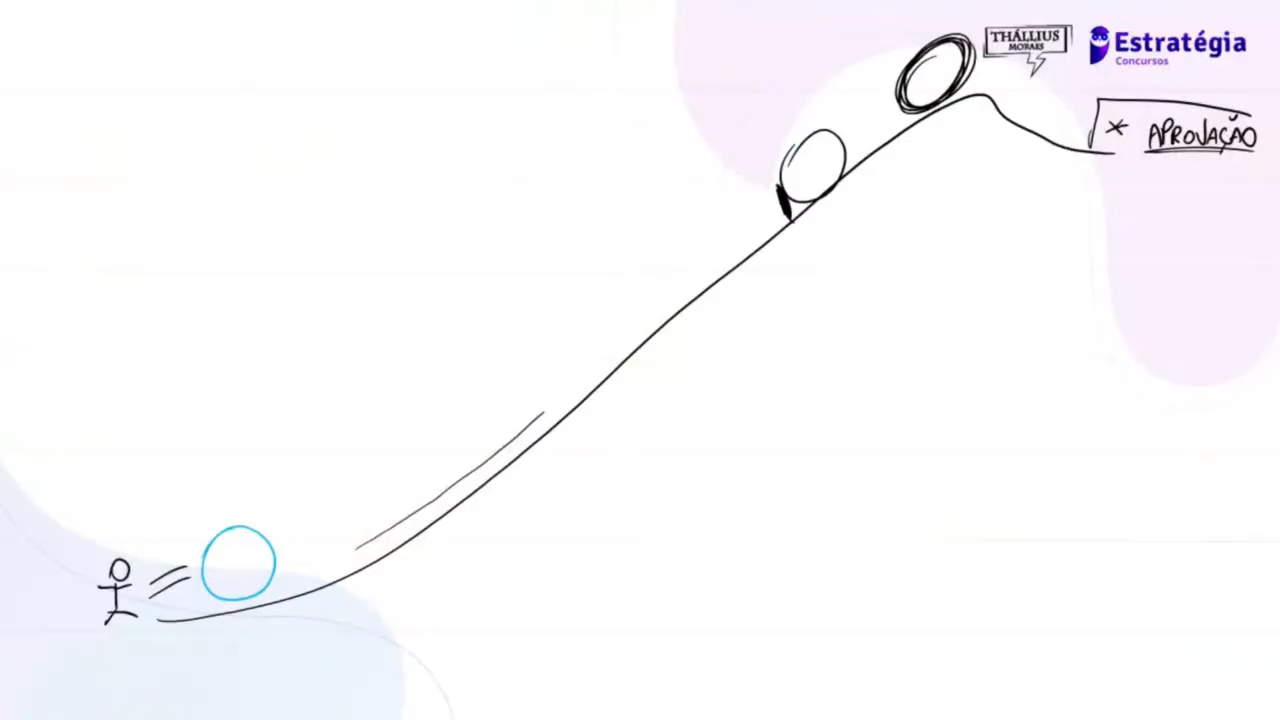 THÁLLIUS
MORAES
Estratégia
Concursos
* APROVAÇÃO